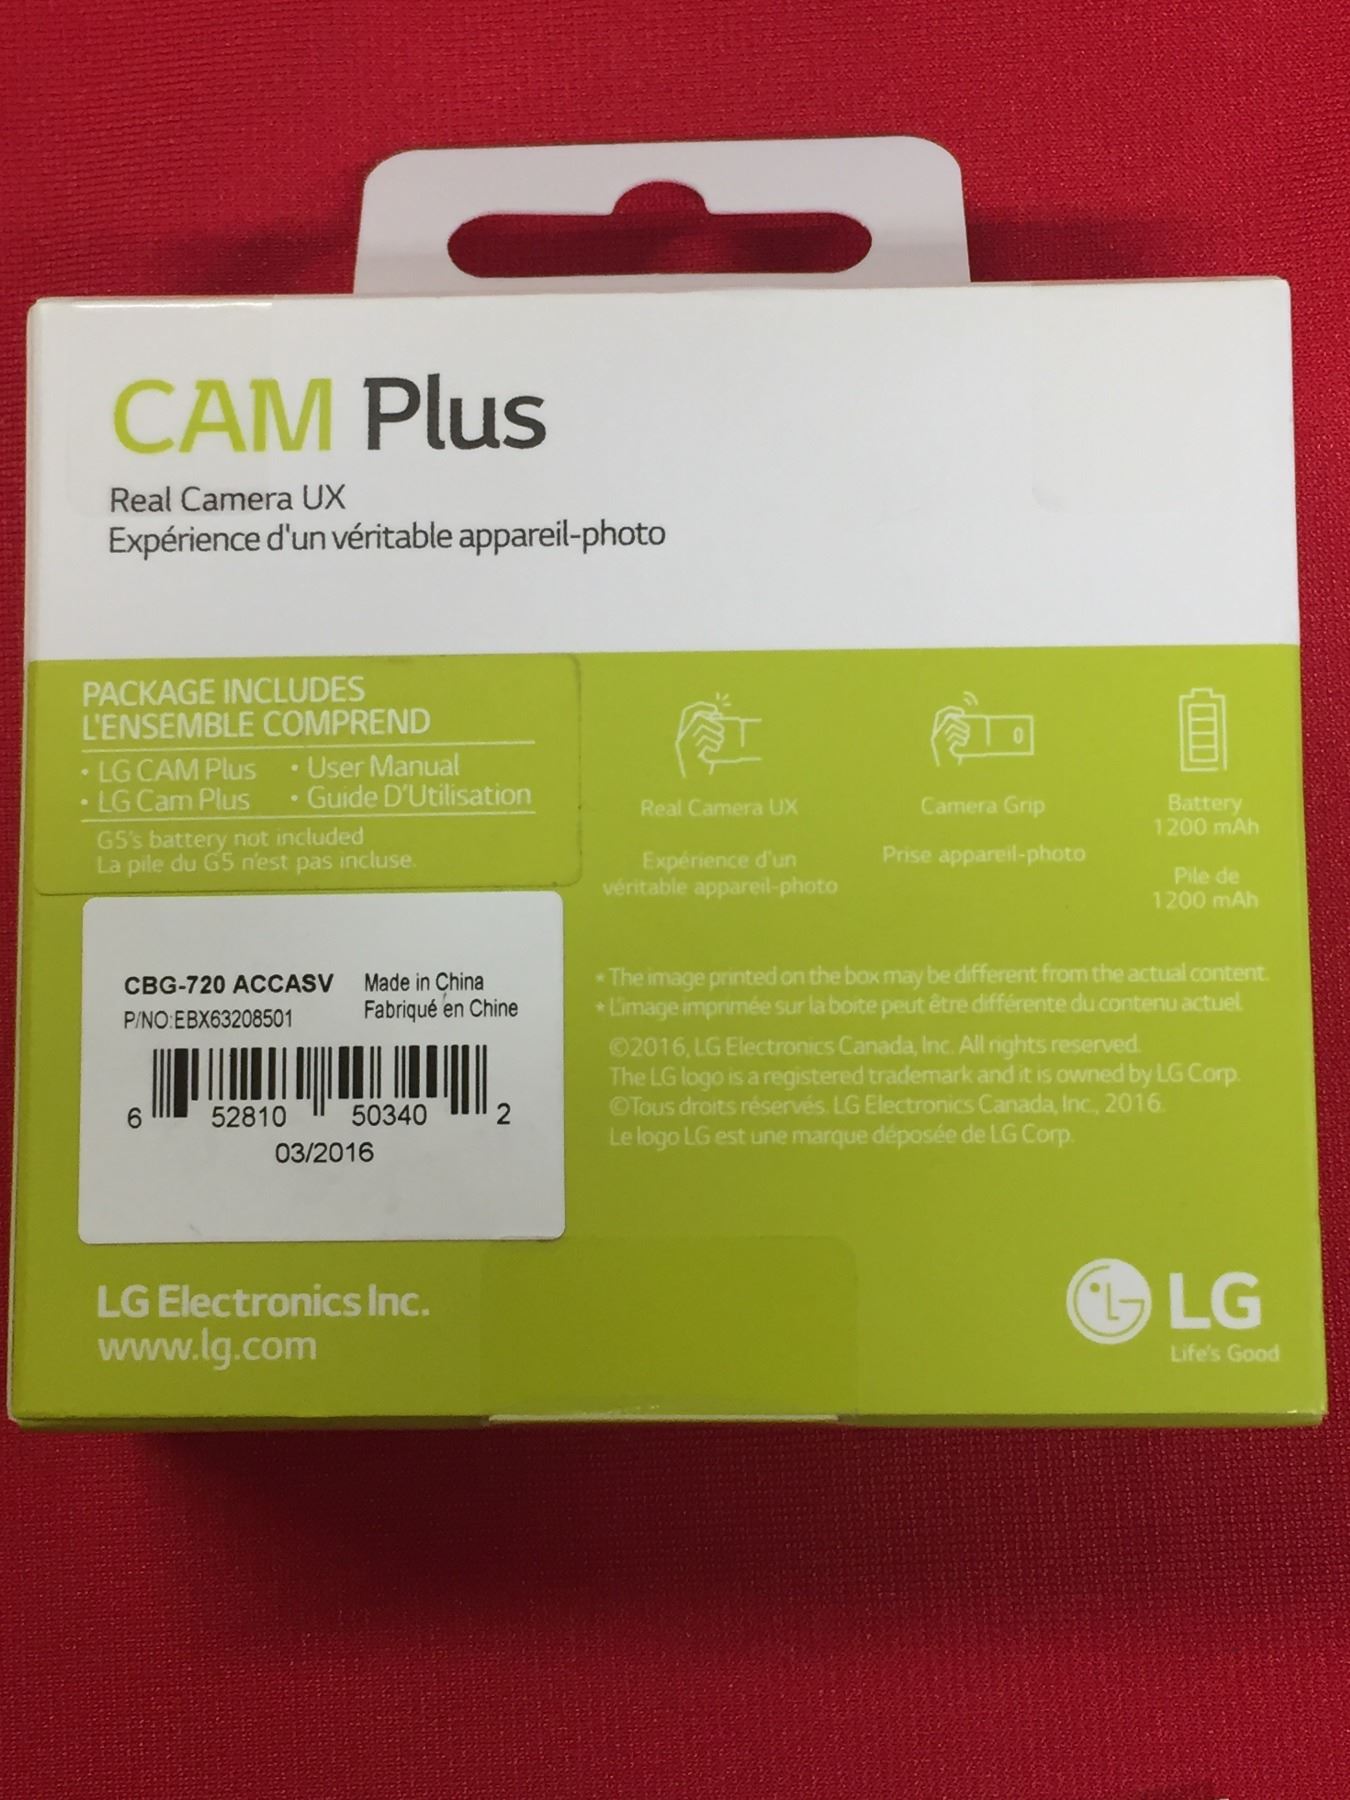 CAM Plus
Real Camera UX
Expérience d'un véritable appareil-photo
PACKAGE INCLUDES
L'ENSEMBLE COMPREND
• LG CAM Plus • User Manual
• LG Cam Plus • Guide D'Utilisation
G5's battery not included
La pile du G5 n'est pas incluse.
Real Camera UX
Expérience d'un
véritable appareil-photo
Camera Grip
Prise appareil-photo
Battery
1200 mAh
Pile de
1200 mAh
CBG-720 ACCASV
P/NO:EBX63208501
Made in China
Fabriqué en Chine
6 52810 50340 2
03/2016
* The image printed on the box may be different from the actual content.
* L'image imprimée sur la boite peut être différente du contenu actuel.
©2016, LG Electronics Canada, Inc. All rights reserved.
The LG logo is a registered trademark and it is owned by LG Corp.
©Tous droits réservés. LG Electronics Canada, Inc., 2016.
Le logo LG est une marque déposée de LG Corp.
LG Electronics Inc.
www.lg.com
LG
Life's Good